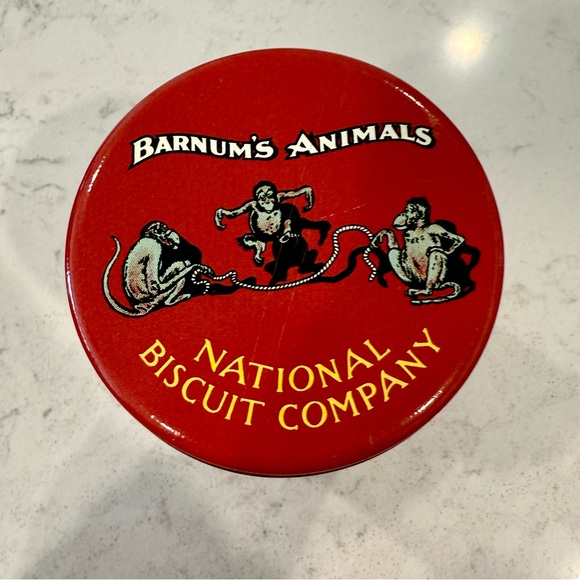 BARNUM'S ANIMALS
NATIONAL
BISCUIT COMPANY